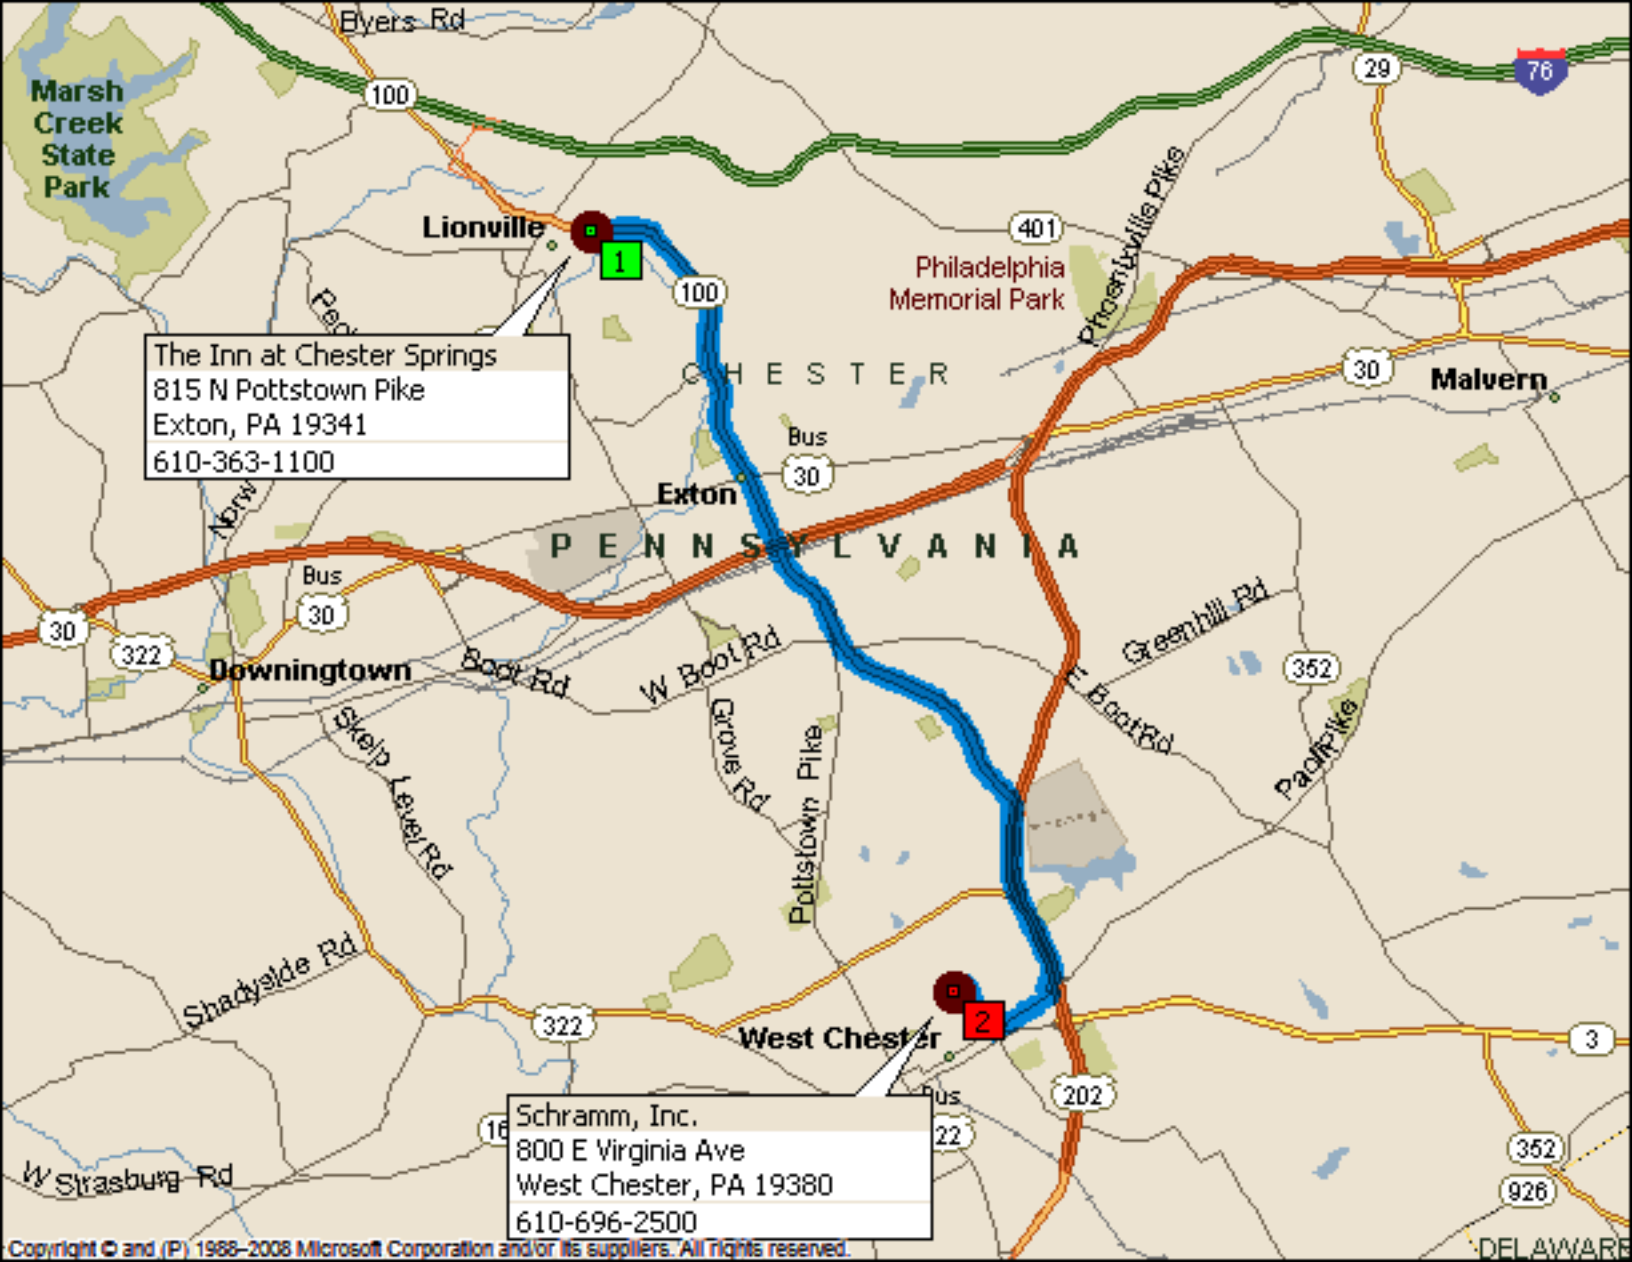 Byers Rd
Marsh
Creek
State
Park
100
29
76
Lionville
1
401
Philadelphia
Memorial Park
Phoenixville Pike
100
The Inn at Chester Springs
815 N Pottstown Pike
Exton, PA 19341
610-363-1100
CHESTER
30
Malvern
Bus
30
Exton
PENNSYLVANIA
Bus
30
30
322
Downingtown
Boot Rd
W Boot Rd
Greenhill Rd
352
E Boot Rd
Paoli Pike
Skelp Level Rd
Grove Rd
Pottstown Pike
Shadyside Rd
322
2
West Chester
3
202
Schramm, Inc.
800 E Virginia Ave
West Chester, PA 19380
610-696-2500
352
926
W Strasburg Rd
Copyright © and (P) 1988–2008 Microsoft Corporation and/or its suppliers. All rights reserved.
DELAWARE